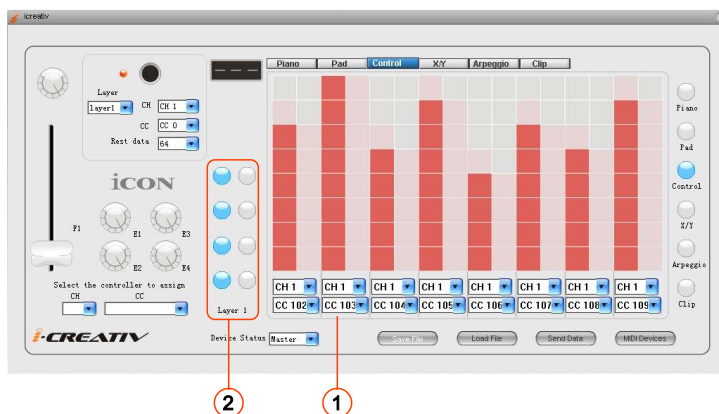 icreativ
Piano Pad Control X/Y Arpeggio Clip
Layer
layer1 CH CH 1
CC CC 0
Rest data 64
iCON
F1 E1 E3
E2 E4
Select the controller to assign
CH CC
Layer 1
CH 1 CH 1 CH 1 CH 1 CH 1 CH 1 CH 1 CH 1
CC 102 CC 103 CC 104 CC 105 CC 106 CC 107 CC 108 CC 109
Piano
Pad
Control
X/Y
Arpeggio
Clip
i-CREATIV
Device Status Master Save File Load File Send Data MIDI Devices
2 1